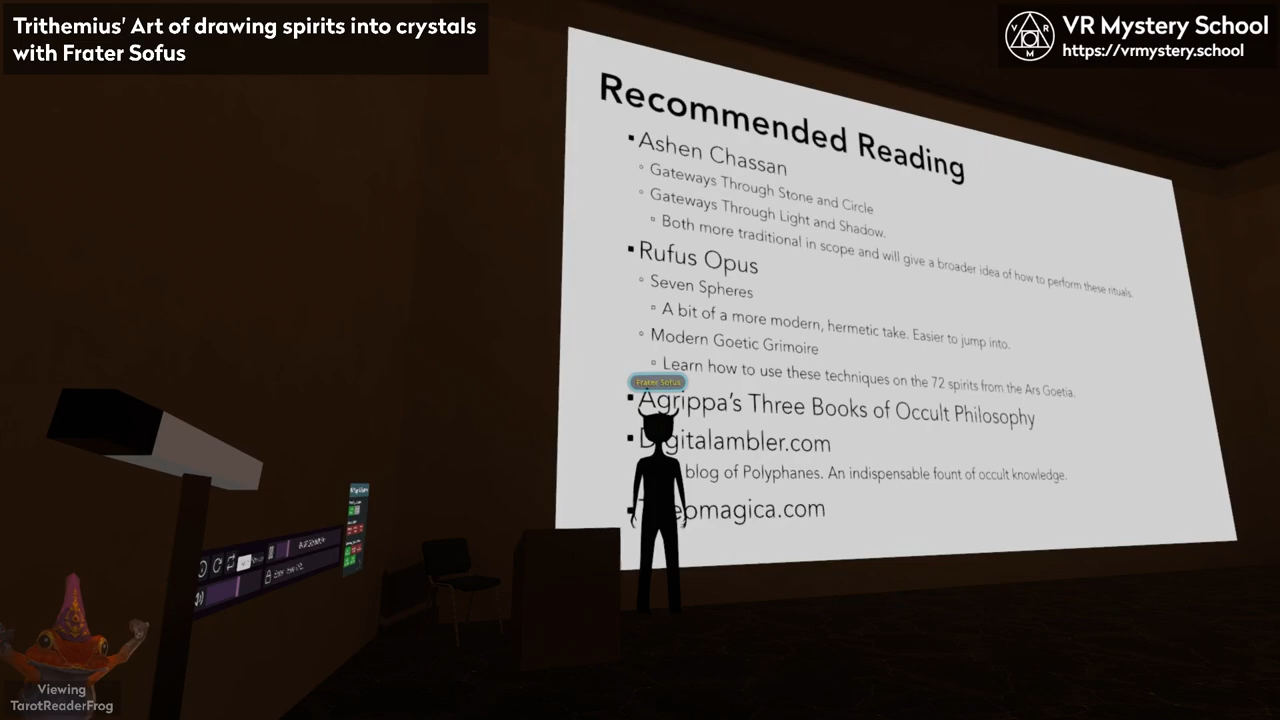 Trithemius' Art of drawing spirits into crystals
with Frater Sofus
VR Mystery School
https://vrmystery.school
V R
M
Recommended Reading
▪Ashen Chassan
◦ Gateways Through Stone and Circle
◦ Gateways Through Light and Shadow.
▫ Both more traditional in scope and will give a broader idea of how to perform these rituals.
▪Rufus Opus
◦ Seven Spheres
▫ A bit of a more modern, hermetic take. Easier to jump into.
◦ Modern Goetic Grimoire
▫ Learn how to use these techniques on the 72 spirits from the Ars Goetia.
Frater Sofus
▪Agrippa's Three Books of Occult Philosophy
▪Digitalambler.com
blog of Polyphanes. An indispensable fount of occult knowledge.
Viewing
TarotReaderFrog